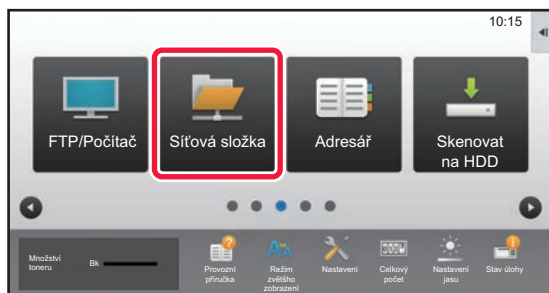 10:15
FTP/Počítač
Síťová složka
Adresář
Skenovat
na HDD
Množství
toneru
Bk
Provozní
příručka
Režim
zvětšho
zobrazení
Nastavení
Celkový
počet
Nastavení
jasu
Stav úlohy